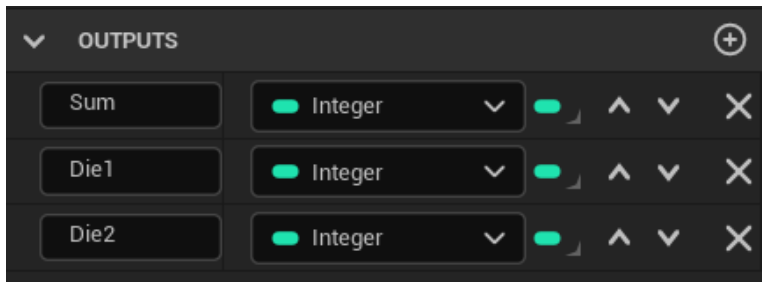 OUTPUTS
Sum Integer
Die1 Integer
Die2 Integer